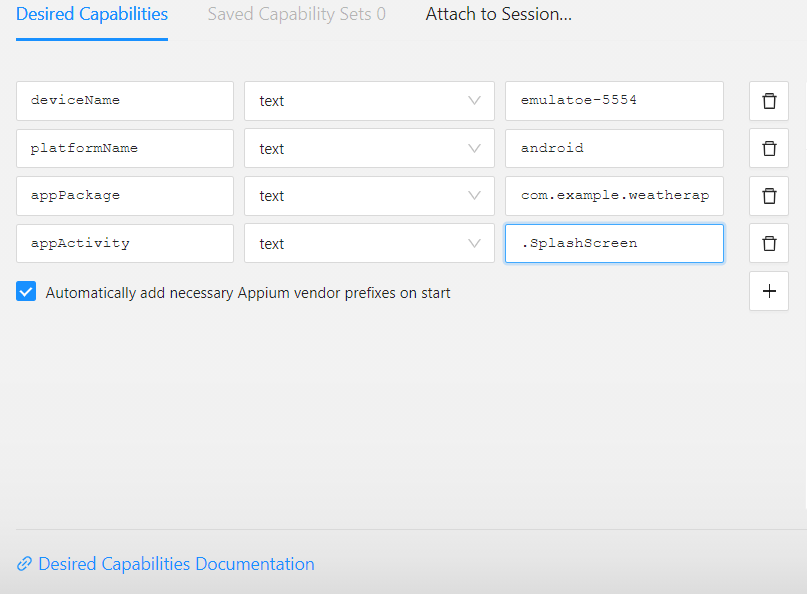 Desired Capabilities Saved Capability Sets 0 Attach to Session...
deviceName text emulatoe-5554
platformName text android
appPackage text com.example.weatherap
appActivity text .SplashScreen
Automatically add necessary Appium vendor prefixes on start
Desired Capabilities Documentation